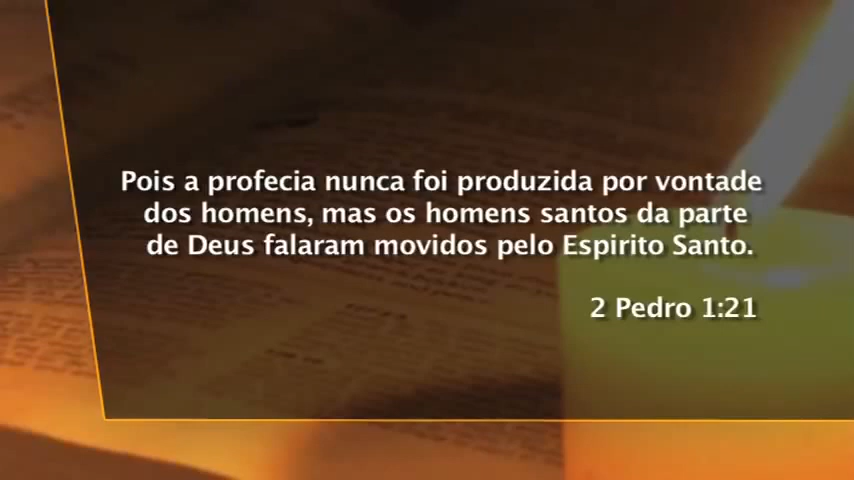 Pois a profecia nunca foi produzida por vontade
dos homens, mas os homens santos da parte
de Deus falaram movidos pelo Espirito Santo.
2 Pedro 1:21